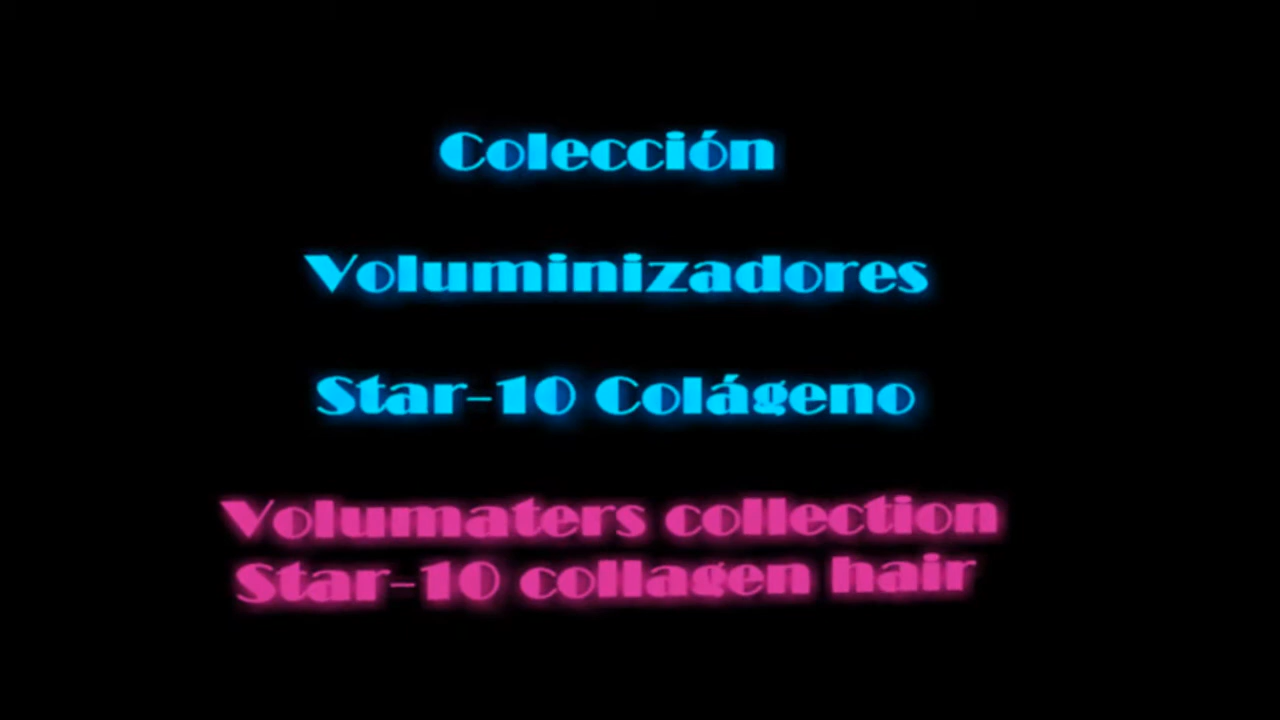 Colección
Voluminizadores
Star-10 Colágeno
Volumaters collection
Star-10 collagen hair